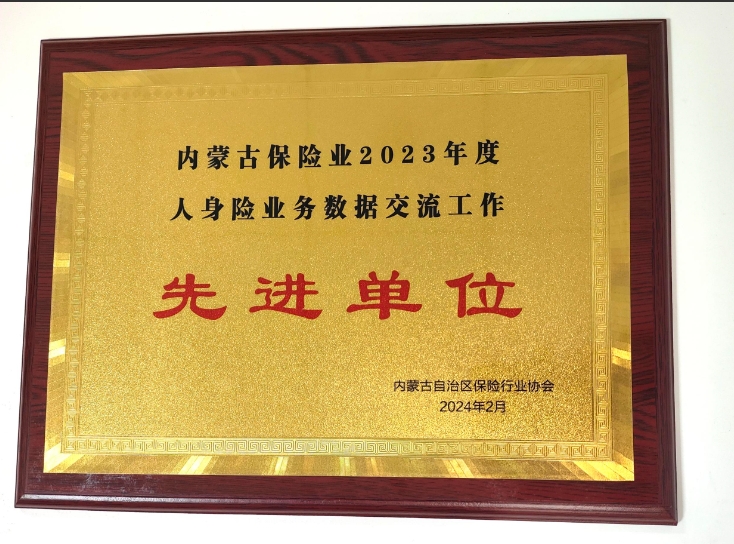 内蒙古保险业2023年度
人身险业务数据交流工作
先进单位
内蒙古自治区保险行业协会
2024年2月